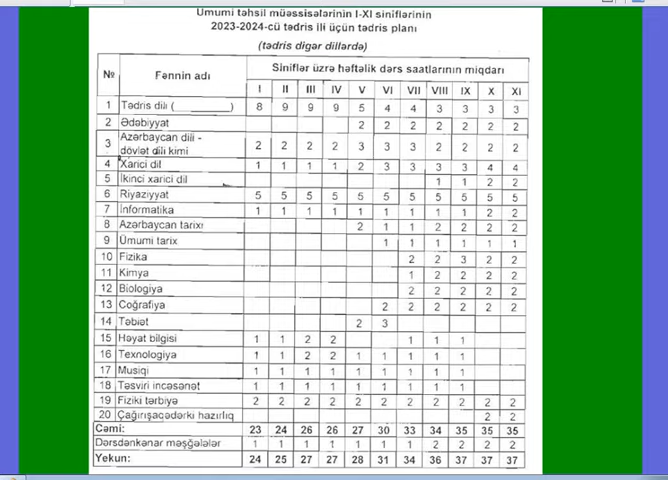 Ümumi təhsil müəssisələrinin I-XI siniflərinin
2023-2024-cü tədris ili üçün tədris planı
(tədris digər dillərdə)
№ Fənnin adı Siniflər üzrə həftəlik dərs saatlarının miqdarı
I II III IV V VI VII VIII IX X XI
1 Tədris dili (________) 8 9 9 9 5 4 4 3 3 3 3
2 Ədəbiyyat 2 2 2 2 2 2 2
3 Azərbaycan dili -
dövlət dili kimi 2 2 2 2 3 3 3 2 2 2 2
4 Xarici dil 1 1 1 1 2 3 3 3 3 4 4
5 İkinci xarici dil 1 1 2 2
6 Riyaziyyat 5 5 5 5 5 5 5 5 5 5 5
7 İnformatika 1 1 1 1 1 1 1 1 1 2 2
8 Azərbaycan tarixi 2 1 1 2 2 2 2
9 Ümumi tarix 1 1 1 1 1 1
10 Fizika 2 2 3 2 2
11 Kimya 1 2 2 2 2
12 Biologiya 2 2 2 2 2
13 Coğrafiya 2 2 2 2 2 2
14 Təbiət 2 3
15 Həyat bilgisi 1 1 2 2 1 1 1
16 Texnologiya 1 1 2 2 1 1 1 1 1
17 Musiqi 1 1 1 1 1 1 1 1 1
18 Təsviri incəsənət 1 1 1 1 1 1 1 1 1
19 Fiziki tərbiyə 2 2 2 2 2 2 2 2 2 2 2
20 Çağırışaqədərki hazırlıq 2 2
Cəmi: 23 24 26 26 27 30 33 34 35 35 35
Dərsdənkənar məşğələlər 1 1 1 1 1 1 1 2 2 2 2
Yekun: 24 25 27 27 28 31 34 36 37 37 37